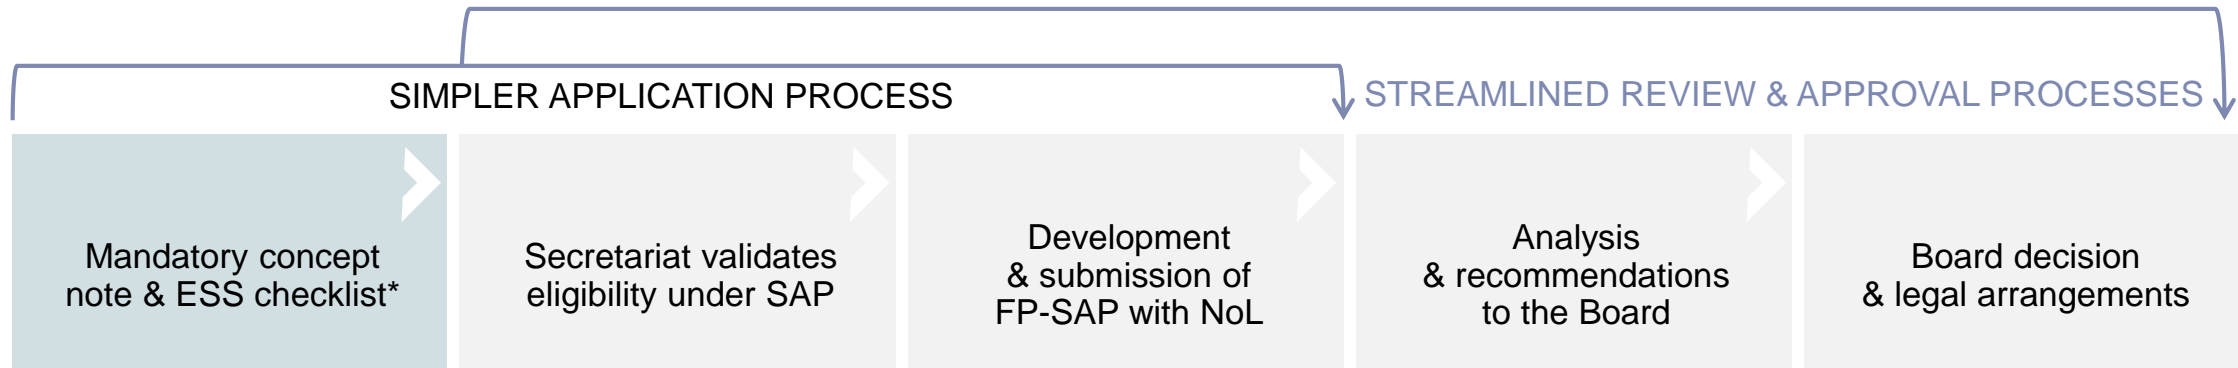 SIMPLER APPLICATION PROCESS
STREAMLINED REVIEW & APPROVAL PROCESSES
Mandatory concept
note & ESS checklist*
Secretariat validates
eligibility under SAP
Development
& submission of
FP-SAP with NoL
Analysis
& recommendations
to the Board
Board decision
& legal arrangements